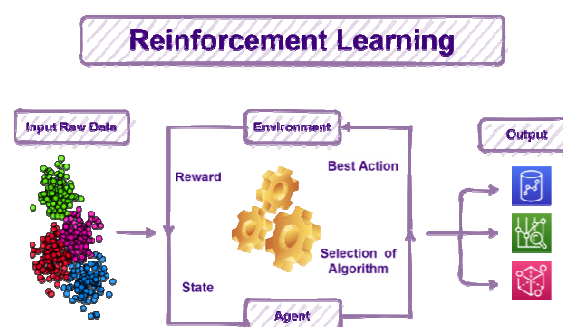 Reinforcement Learning
Input Raw Data
Environment
Output
Reward
Best Action
Selection of
Algorithm
State
Agent